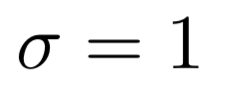 σ = 1